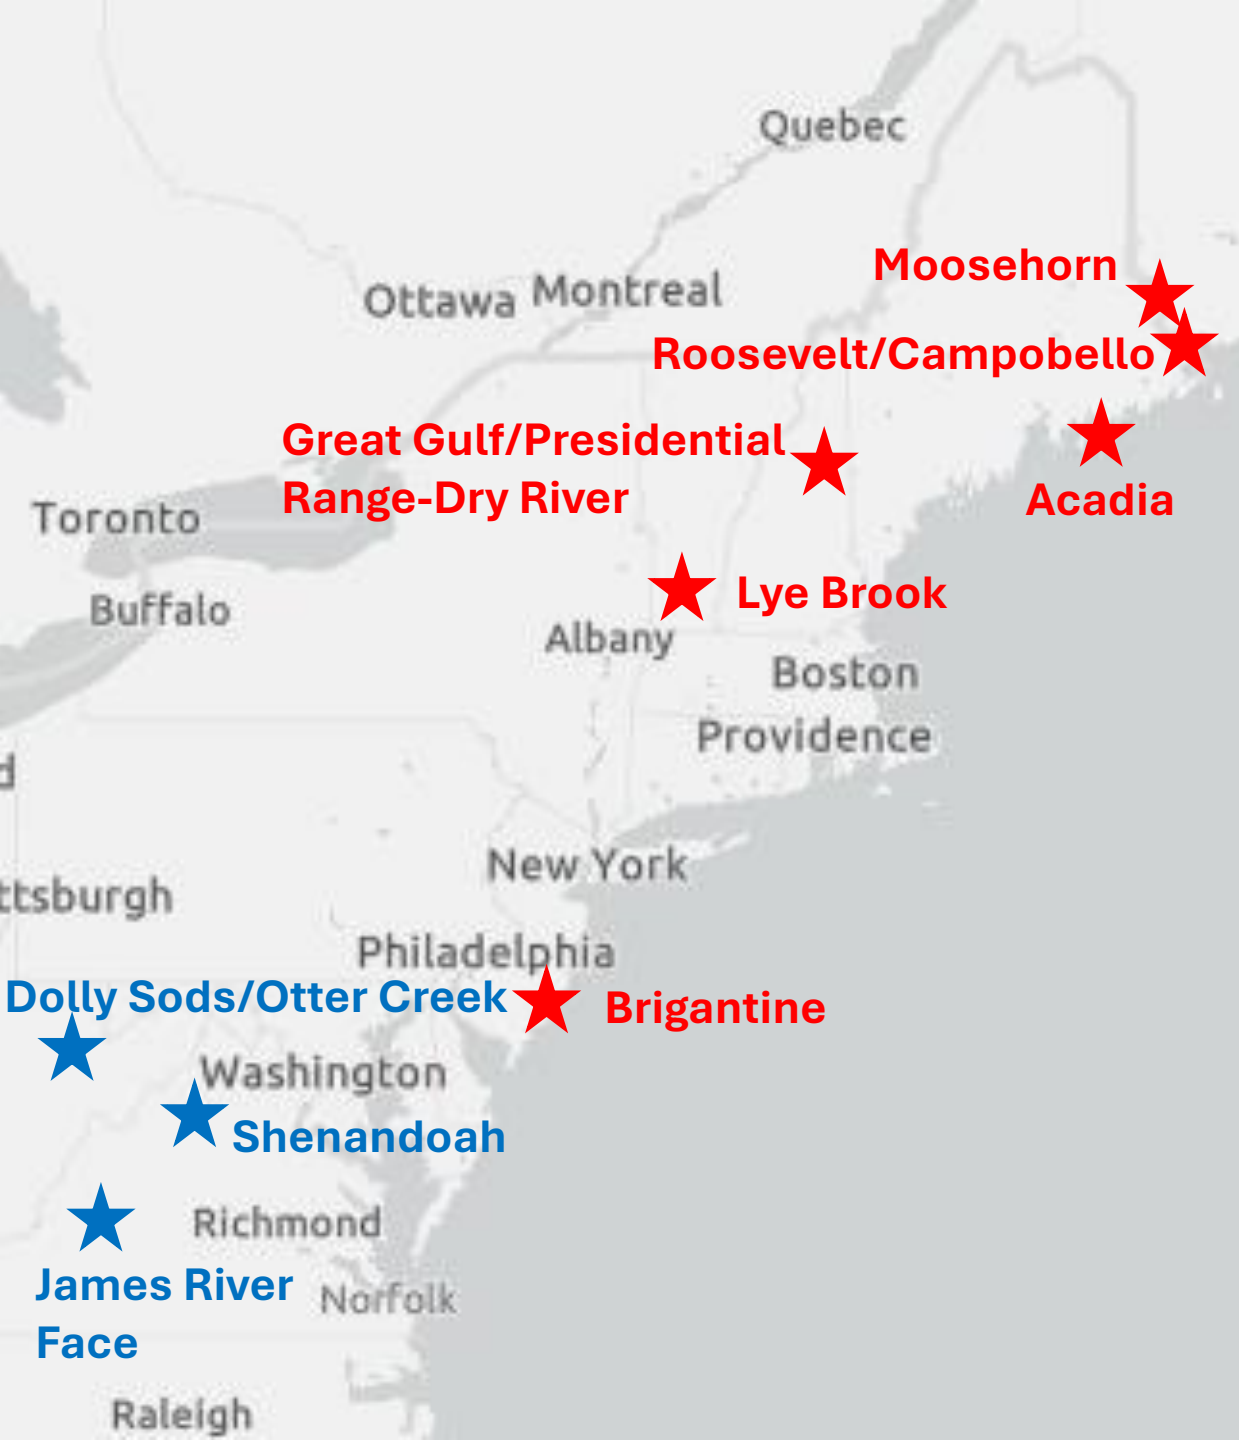 Quebec
Moosehorn
Ottawa
Montreal
Roosevelt/Campobello
Great Gulf/Presidential
Range-Dry River
Acadia
Toronto
Lye Brook
Buffalo
Albany
Boston
Providence
d
New York
ttsburgh
Philadelphia
Dolly Sods/Otter Creek
Brigantine
Washington
Shenandoah
Richmond
James River
Face
Norfolk
Raleigh